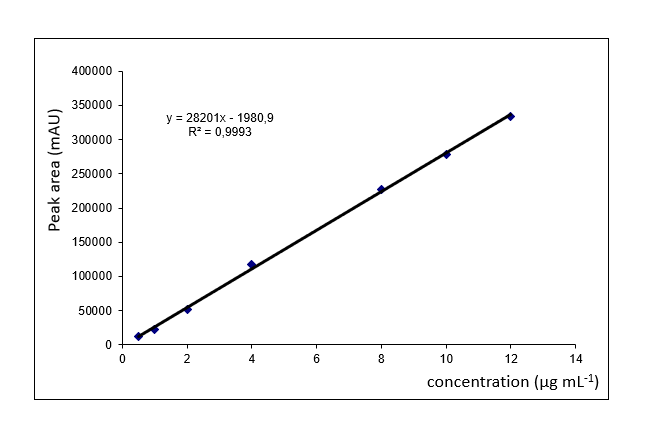 400000
350000
300000
250000
200000
150000
100000
50000
0
Peak area (mAU)
y = 28201x - 1980,9
R² = 0,9993
0 2 4 6 8 10 12 14
concentration (µg mL⁻¹)